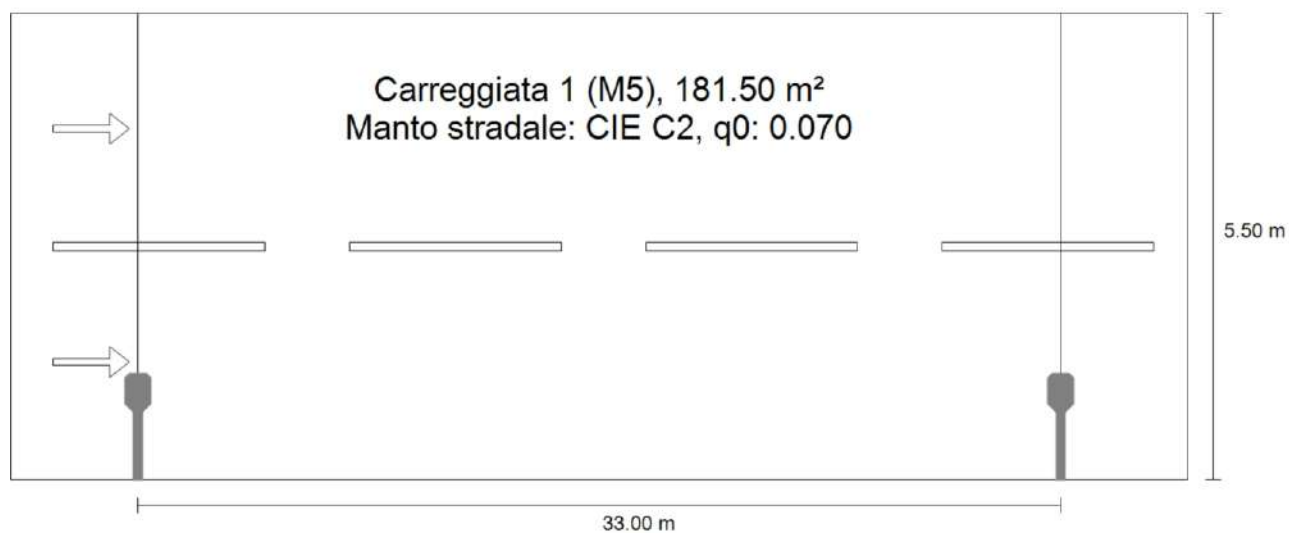 Carreggiata 1 (M5), 181.50 m²
Manto stradale: CIE C2, q0: 0.070
5.50 m
33.00 m